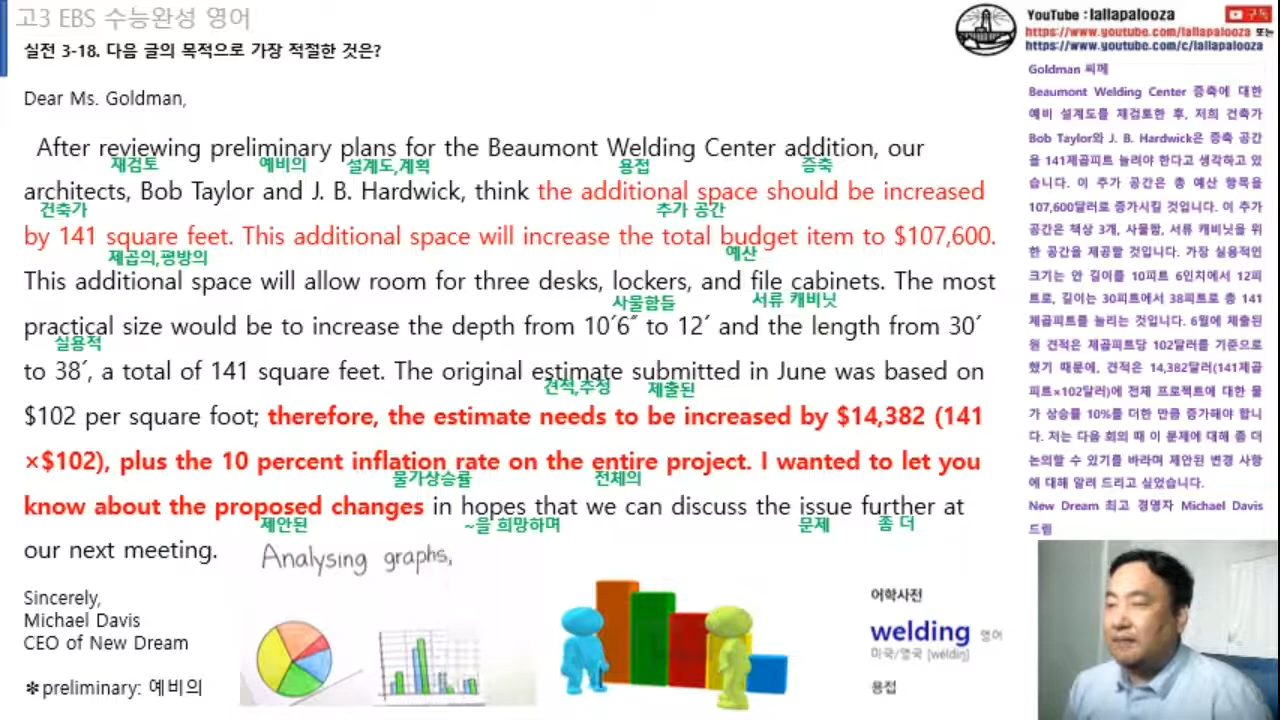 고3 EBS 수능완성 영어
실전 3-18. 다음 글의 목적으로 가장 적절한 것은?
Dear Ms. Goldman,
After reviewing preliminary plans for the Beaumont Welding Center addition, our
재검토 예비의 설계도,계획 용접 증축
architects, Bob Taylor and J. B. Hardwick, think the additional space should be increased
건축가 추가 공간
by 141 square feet. This additional space will increase the total budget item to $107,600.
제곱의,평방의 예산
This additional space will allow room for three desks, lockers, and file cabinets. The most
사물함들 서류 캐비닛
practical size would be to increase the depth from 10´6˝ to 12´ and the length from 30´
실용적
to 38´, a total of 141 square feet. The original estimate submitted in June was based on
견적,추정 제출된
$102 per square foot; therefore, the estimate needs to be increased by $14,382 (141
×$102), plus the 10 percent inflation rate on the entire project. I wanted to let you
물가상승률 전체의
know about the proposed changes in hopes that we can discuss the issue further at
제안된 ~을 희망하며 문제 좀 더
our next meeting.
Analysing graphs,
Sincerely,
Michael Davis
CEO of New Dream
✻preliminary: 예비의
어학사전
welding 영어
미국/영국 [weldiŋ]
용접
YouTube : lallapalooza
구독
https://www.youtube.com/lallapalooza 또는
https://www.youtube.com/c/lallapalooza
Goldman 씨께
Beaumont Welding Center 증축에 대한
예비 설계도를 재검토한 후, 저희 건축가
Bob Taylor와 J. B. Hardwick은 증축 공간
을 141제곱피트 늘려야 한다고 생각하고 있
습니다. 이 추가 공간은 총 예산 항목을
107,600달러로 증가시킬 것입니다. 이 추가
공간은 책상 3개, 사물함, 서류 캐비닛을 위
한 공간을 제공할 것입니다. 가장 실용적인
크기는 안 길이를 10피트 6인치에서 12피
트로, 길이는 30피트에서 38피트로 총 141
제곱피트를 늘리는 것입니다. 6월에 제출된
원 견적은 제곱피트당 102달러를 기준으로
했기 때문에, 견적은 14,382달러(141제곱
피트×102달러)에 전체 프로젝트에 대한 물
가 상승률 10%를 더한 만큼 증가해야 합니
다. 저는 다음 회의 때 이 문제에 대해 좀 더
논의할 수 있기를 바라며 제안된 변경 사항
에 대해 알려 드리고 싶었습니다.
New Dream 최고 경영자 Michael Davis
드림